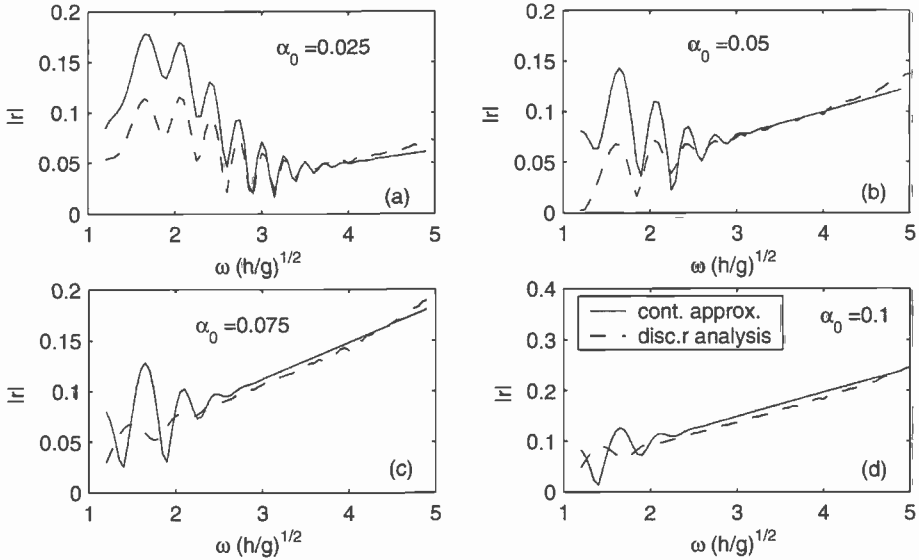 0.2
0.15
0.1
0.05
0
|r|
α₀ =0.025
(a)
1 2 3 4 5
ω (h/g)^1/2
0.2
0.15
0.1
0.05
0
|r|
α₀ =0.05
(b)
1 2 3 4 5
ω (h/g)^1/2
0.2
0.15
0.1
0.05
0
|r|
α₀ =0.075
(c)
1 2 3 4 5
ω (h/g)^1/2
0.4
0.3
0.2
0.1
0
|r|
cont. approx.
disc.r analysis
α₀ =0.1
(d)
1 2 3 4 5
ω (h/g)^1/2